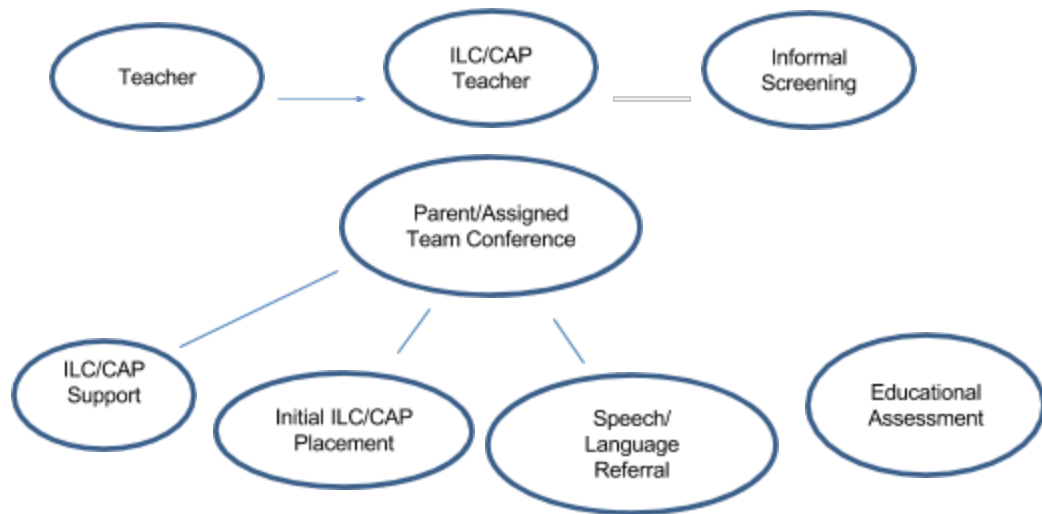 Teacher
ILC/CAP
Teacher
Informal
Screening
Parent/Assigned
Team Conference
ILC/CAP
Support
Initial ILC/CAP
Placement
Speech/
Language
Referral
Educational
Assessment